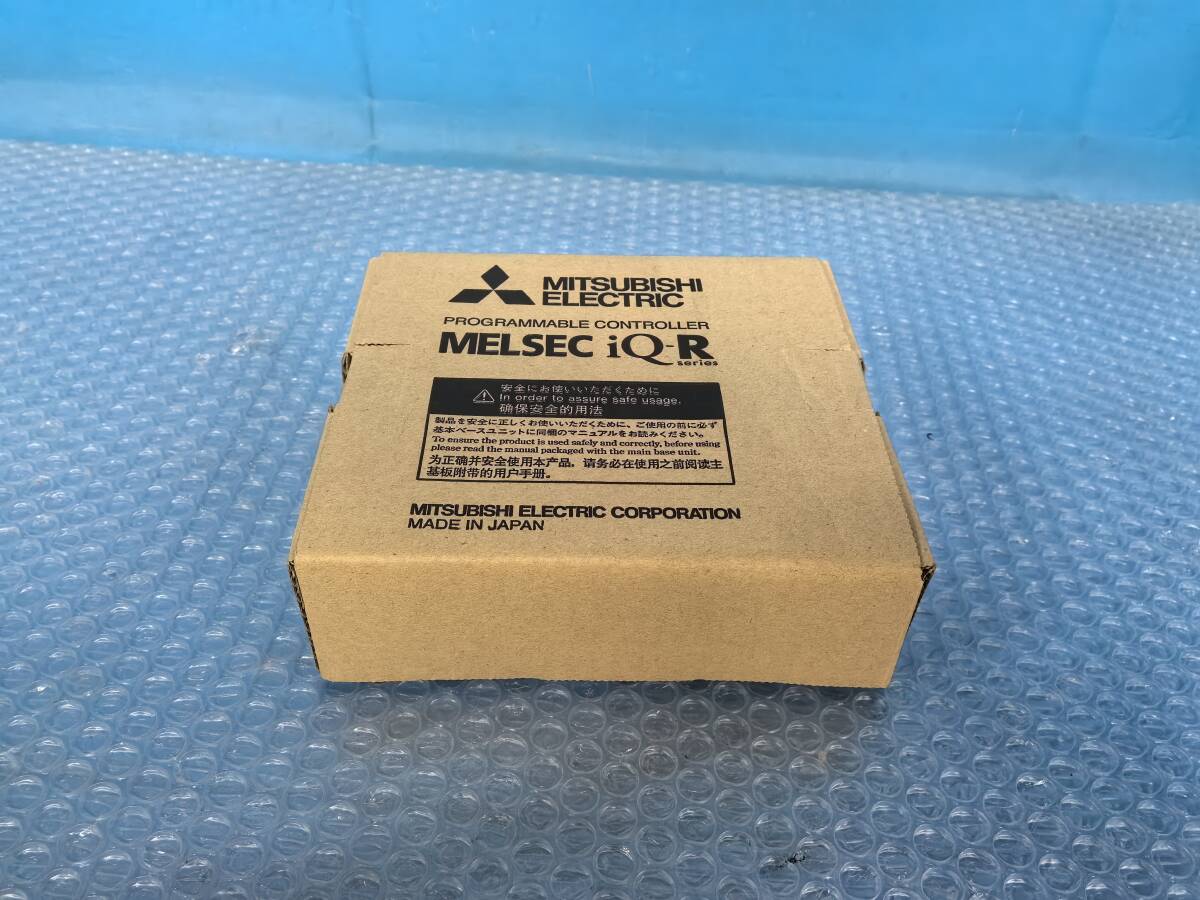 MITSUBISHI
ELECTRIC
PROGRAMMABLE CONTROLLER
MELSEC iQ-R
series
安全にお使いいただくために
In order to assure safe usage.
确保安全的用法
製品を安全に正しくお使いいただくために、ご使用の前に必ず
基本ベースユニットに同梱のマニュアルをお読みください。
To ensure the product is used safely and correctly, before using
please read the manual packaged with the main base unit.
为正确并安全使用本产品，请务必在使用之前阅读主
基板附带的用户手册。
MITSUBISHI ELECTRIC CORPORATION
MADE IN JAPAN